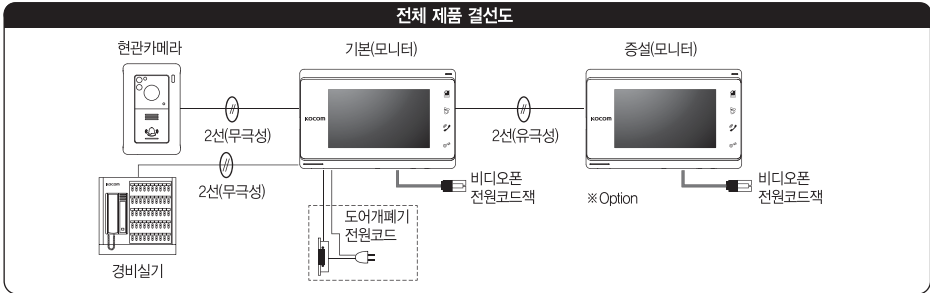 전체 제품 결선도
현관카메라
기본(모니터)
증설(모니터)
KOCOM
KOCOM
2선(무극성)
2선(유극성)
2선(무극성)
비디오폰
전원코드잭
※Option
비디오폰
전원코드잭
KOCOM
도어개폐기
전원코드
경비실기